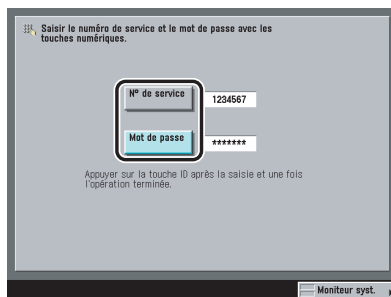 Saisir le numéro de service et le mot de passe avec les
touches numériques.
N° de service
1234567
Mot de passe
*******
Appuyer sur la touche ID après la saisie et une fois
l'opération terminée.
Moniteur syst.